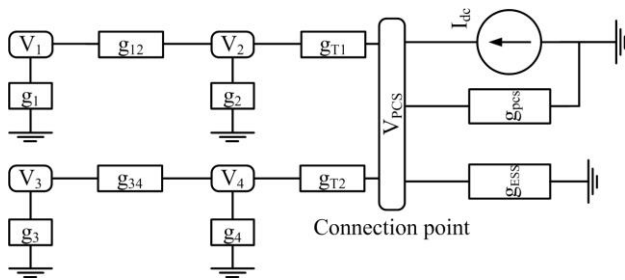 V1 g12 V2 gT1 Idc
g1 g2 VPCS gpcs
V3 g34 V4 gT2 gESS
g3 g4
Connection point